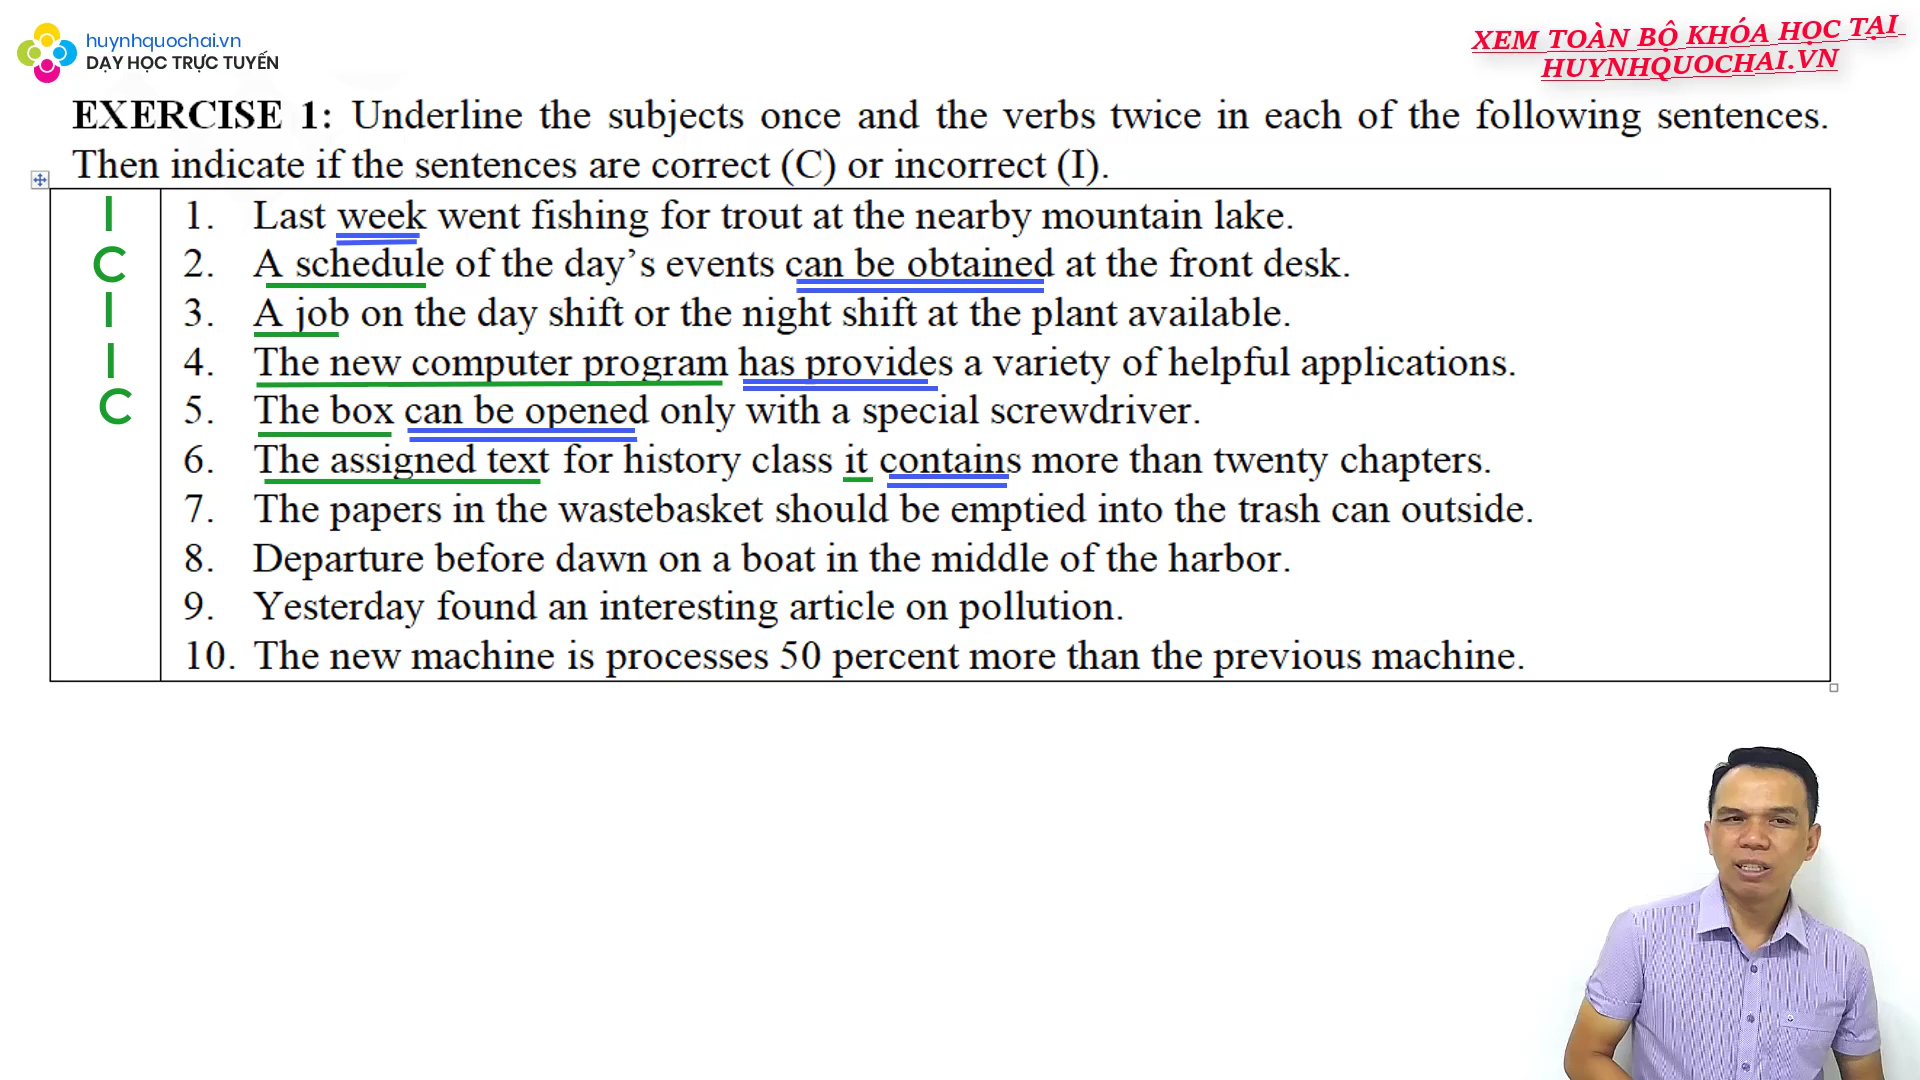 huynhquochai.vn
DẠY HỌC TRỰC TUYẾN
XEM TOÀN BỘ KHÓA HỌC TẠI
HUYNHQUOCHAI.VN
EXERCISE 1: Underline the subjects once and the verbs twice in each of the following sentences.
Then indicate if the sentences are correct (C) or incorrect (I).
I 1. Last week went fishing for trout at the nearby mountain lake.
C 2. A schedule of the day’s events can be obtained at the front desk.
I 3. A job on the day shift or the night shift at the plant available.
I 4. The new computer program has provides a variety of helpful applications.
C 5. The box can be opened only with a special screwdriver.
6. The assigned text for history class it contains more than twenty chapters.
7. The papers in the wastebasket should be emptied into the trash can outside.
8. Departure before dawn on a boat in the middle of the harbor.
9. Yesterday found an interesting article on pollution.
10. The new machine is processes 50 percent more than the previous machine.